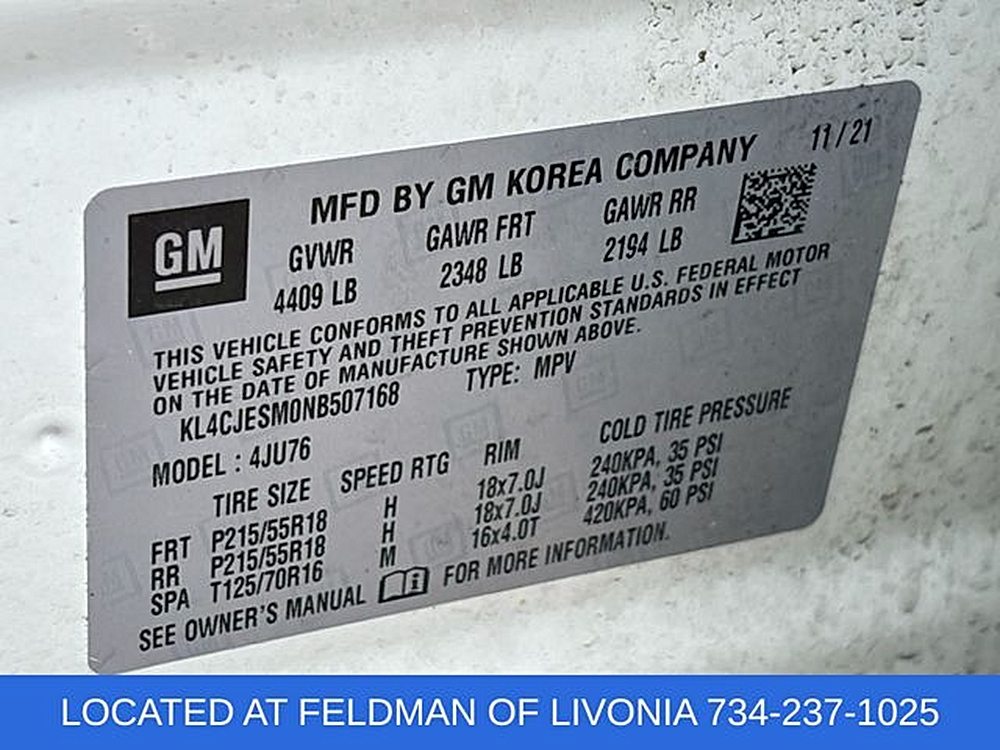 MFD BY GM KOREA COMPANY 11/21
GM
GVWR GAWR FRT GAWR RR
4409 LB 2348 LB 2194 LB
THIS VEHICLE CONFORMS TO ALL APPLICABLE U.S. FEDERAL MOTOR
VEHICLE SAFETY AND THEFT PREVENTION STANDARDS IN EFFECT
ON THE DATE OF MANUFACTURE SHOWN ABOVE.
KL4CJESM0NB507168 TYPE: MPV
MODEL : 4JU76
TIRE SIZE SPEED RTG RIM COLD TIRE PRESSURE
FRT P215/55R18 H 18x7.0J 240KPA, 35 PSI
RR P215/55R18 H 18x7.0J 240KPA, 35 PSI
SPA T125/70R16 M 16x4.0T 420KPA, 60 PSI
SEE OWNER'S MANUAL i FOR MORE INFORMATION.
LOCATED AT FELDMAN OF LIVONIA 734-237-1025